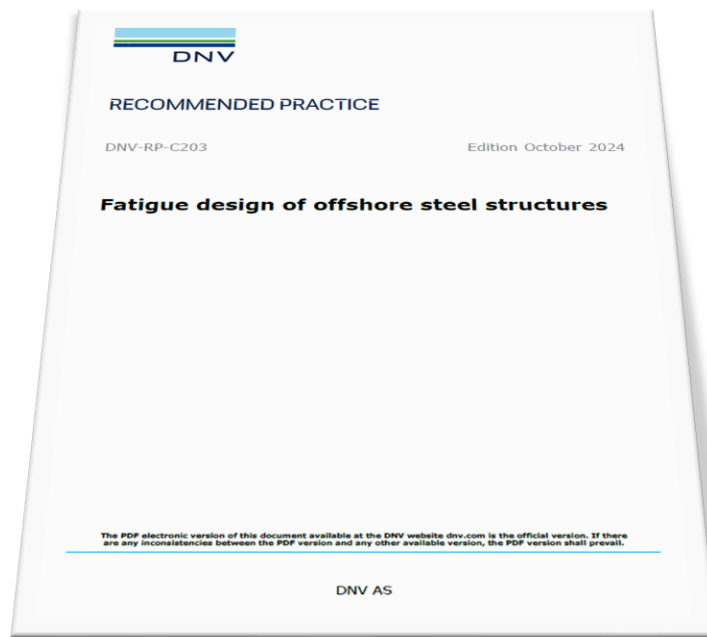 DNV
RECOMMENDED PRACTICE
DNV-RP-C203 Edition October 2024
Fatigue design of offshore steel structures
The PDF electronic version of this document available at the DNV website dnv.com is the official version. If there
are any inconsistencies between the PDF version and any other available version, the PDF version shall prevail.
DNV AS